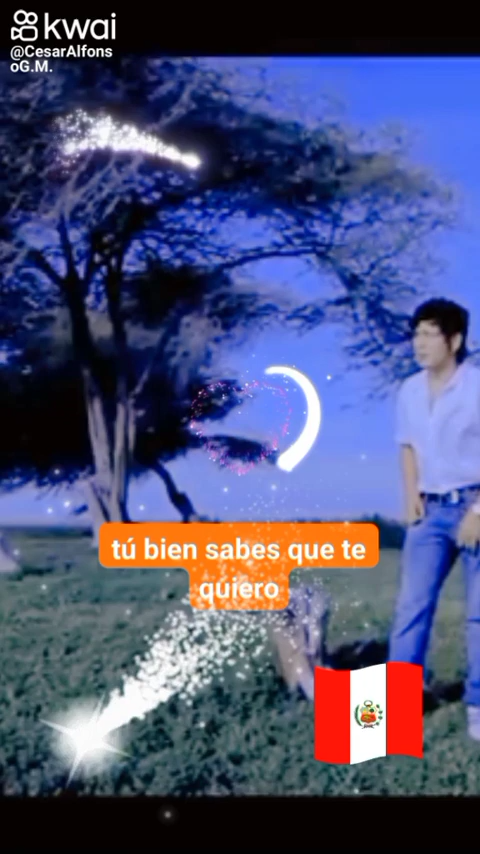 kwai
@CesarAlfons
oG.M.
tú bien sabes que te
quiero